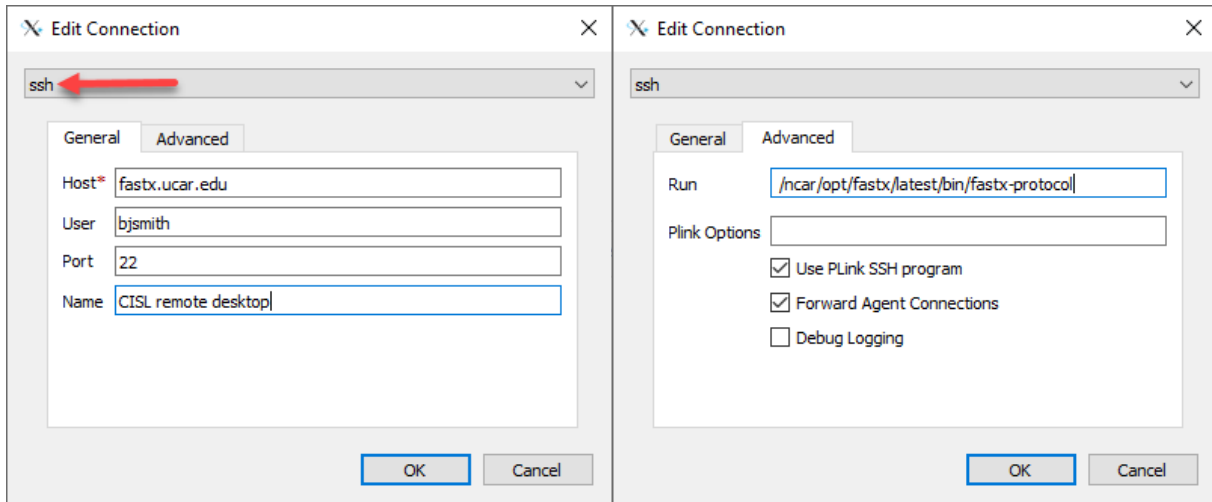 Edit Connection
ssh
General Advanced
Host* fastx.ucar.edu
User bjsmith
Port 22
Name CISL remote desktop
OK Cancel
Edit Connection
ssh
General Advanced
Run /ncar/opt/fastx/latest/bin/fastx-protocol
Plink Options
Use PLink SSH program
Forward Agent Connections
Debug Logging
OK Cancel